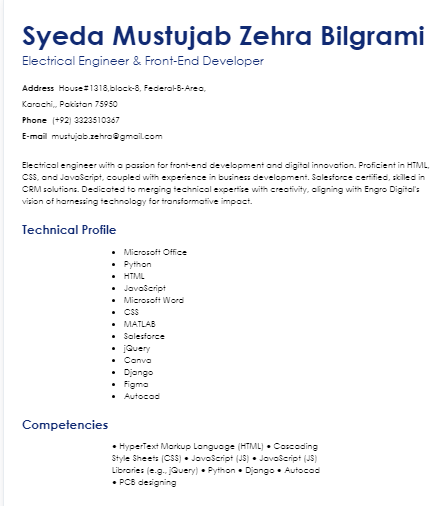 Syeda Mustujab Zehra Bilgrami
Electrical Engineer & Front-End Developer
Address House#1318,block-8, Federal-B-Area,
Karachi,, Pakistan 75950
Phone (+92) 3323510367
E-mail mustujab.zehra@gmail.com
Electrical engineer with a passion for front-end development and digital innovation. Proficient in HTML,
CSS, and JavaScript, coupled with experience in business development. Salesforce certified, skilled in
CRM solutions. Dedicated to merging technical expertise with creativity, aligning with Engro Digital's
vision of harnessing technology for transformative impact.
Technical Profile
• Microsoft Office
• Python
• HTML
• JavaScript
• Microsoft Word
• CSS
• MATLAB
• Salesforce
• jQuery
• Canva
• Django
• Figma
• Autocad
Competencies
• HyperText Markup Language (HTML) • Cascading
Style Sheets (CSS) • JavaScript (JS) • JavaScript (JS)
Libraries (e.g., jQuery) • Python • Django • Autocad
• PCB designing